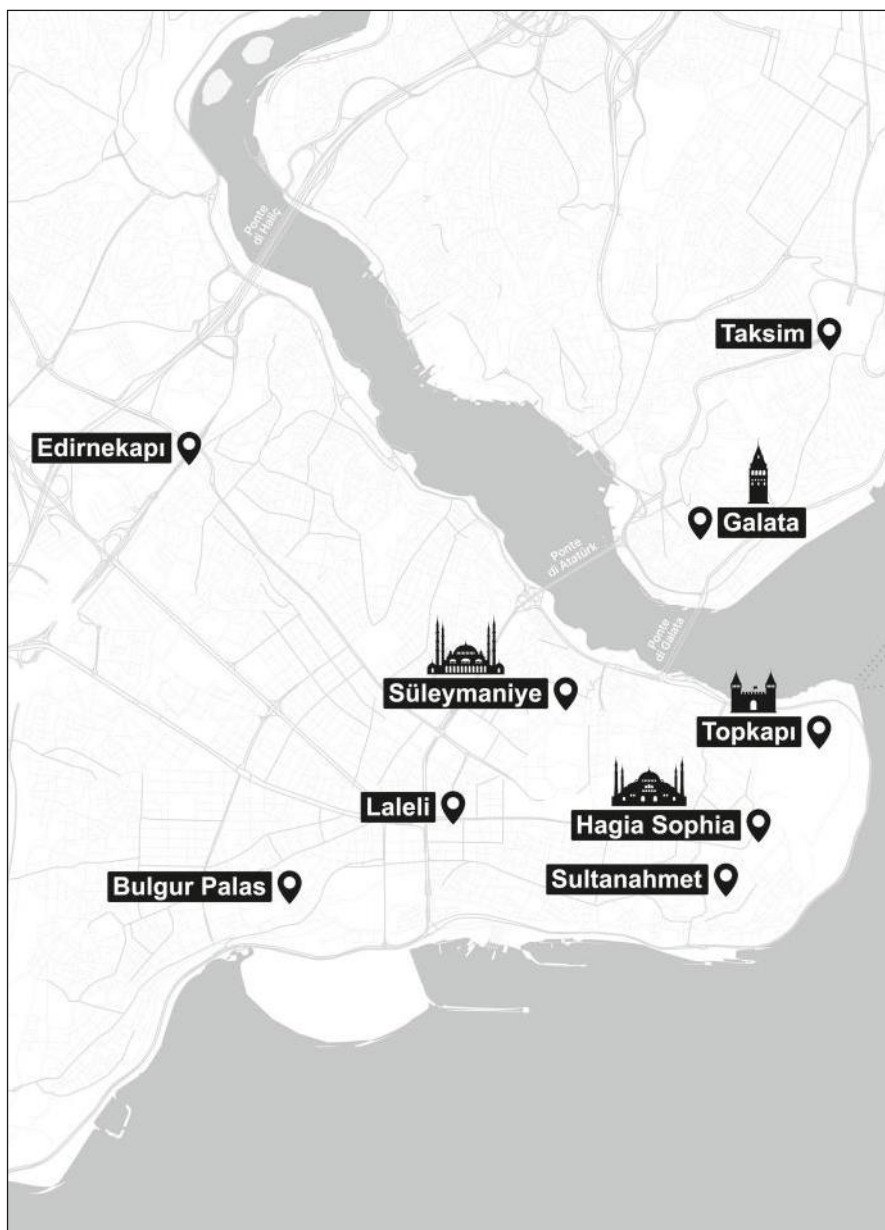 Ponte
di Haliç
Taksim
Edirnekapı
Galata
Ponte
di Atatürk
Ponte
di Galata
Süleymaniye
Topkapı
Laleli
Hagia Sophia
Sultanahmet
Bulgur Palas